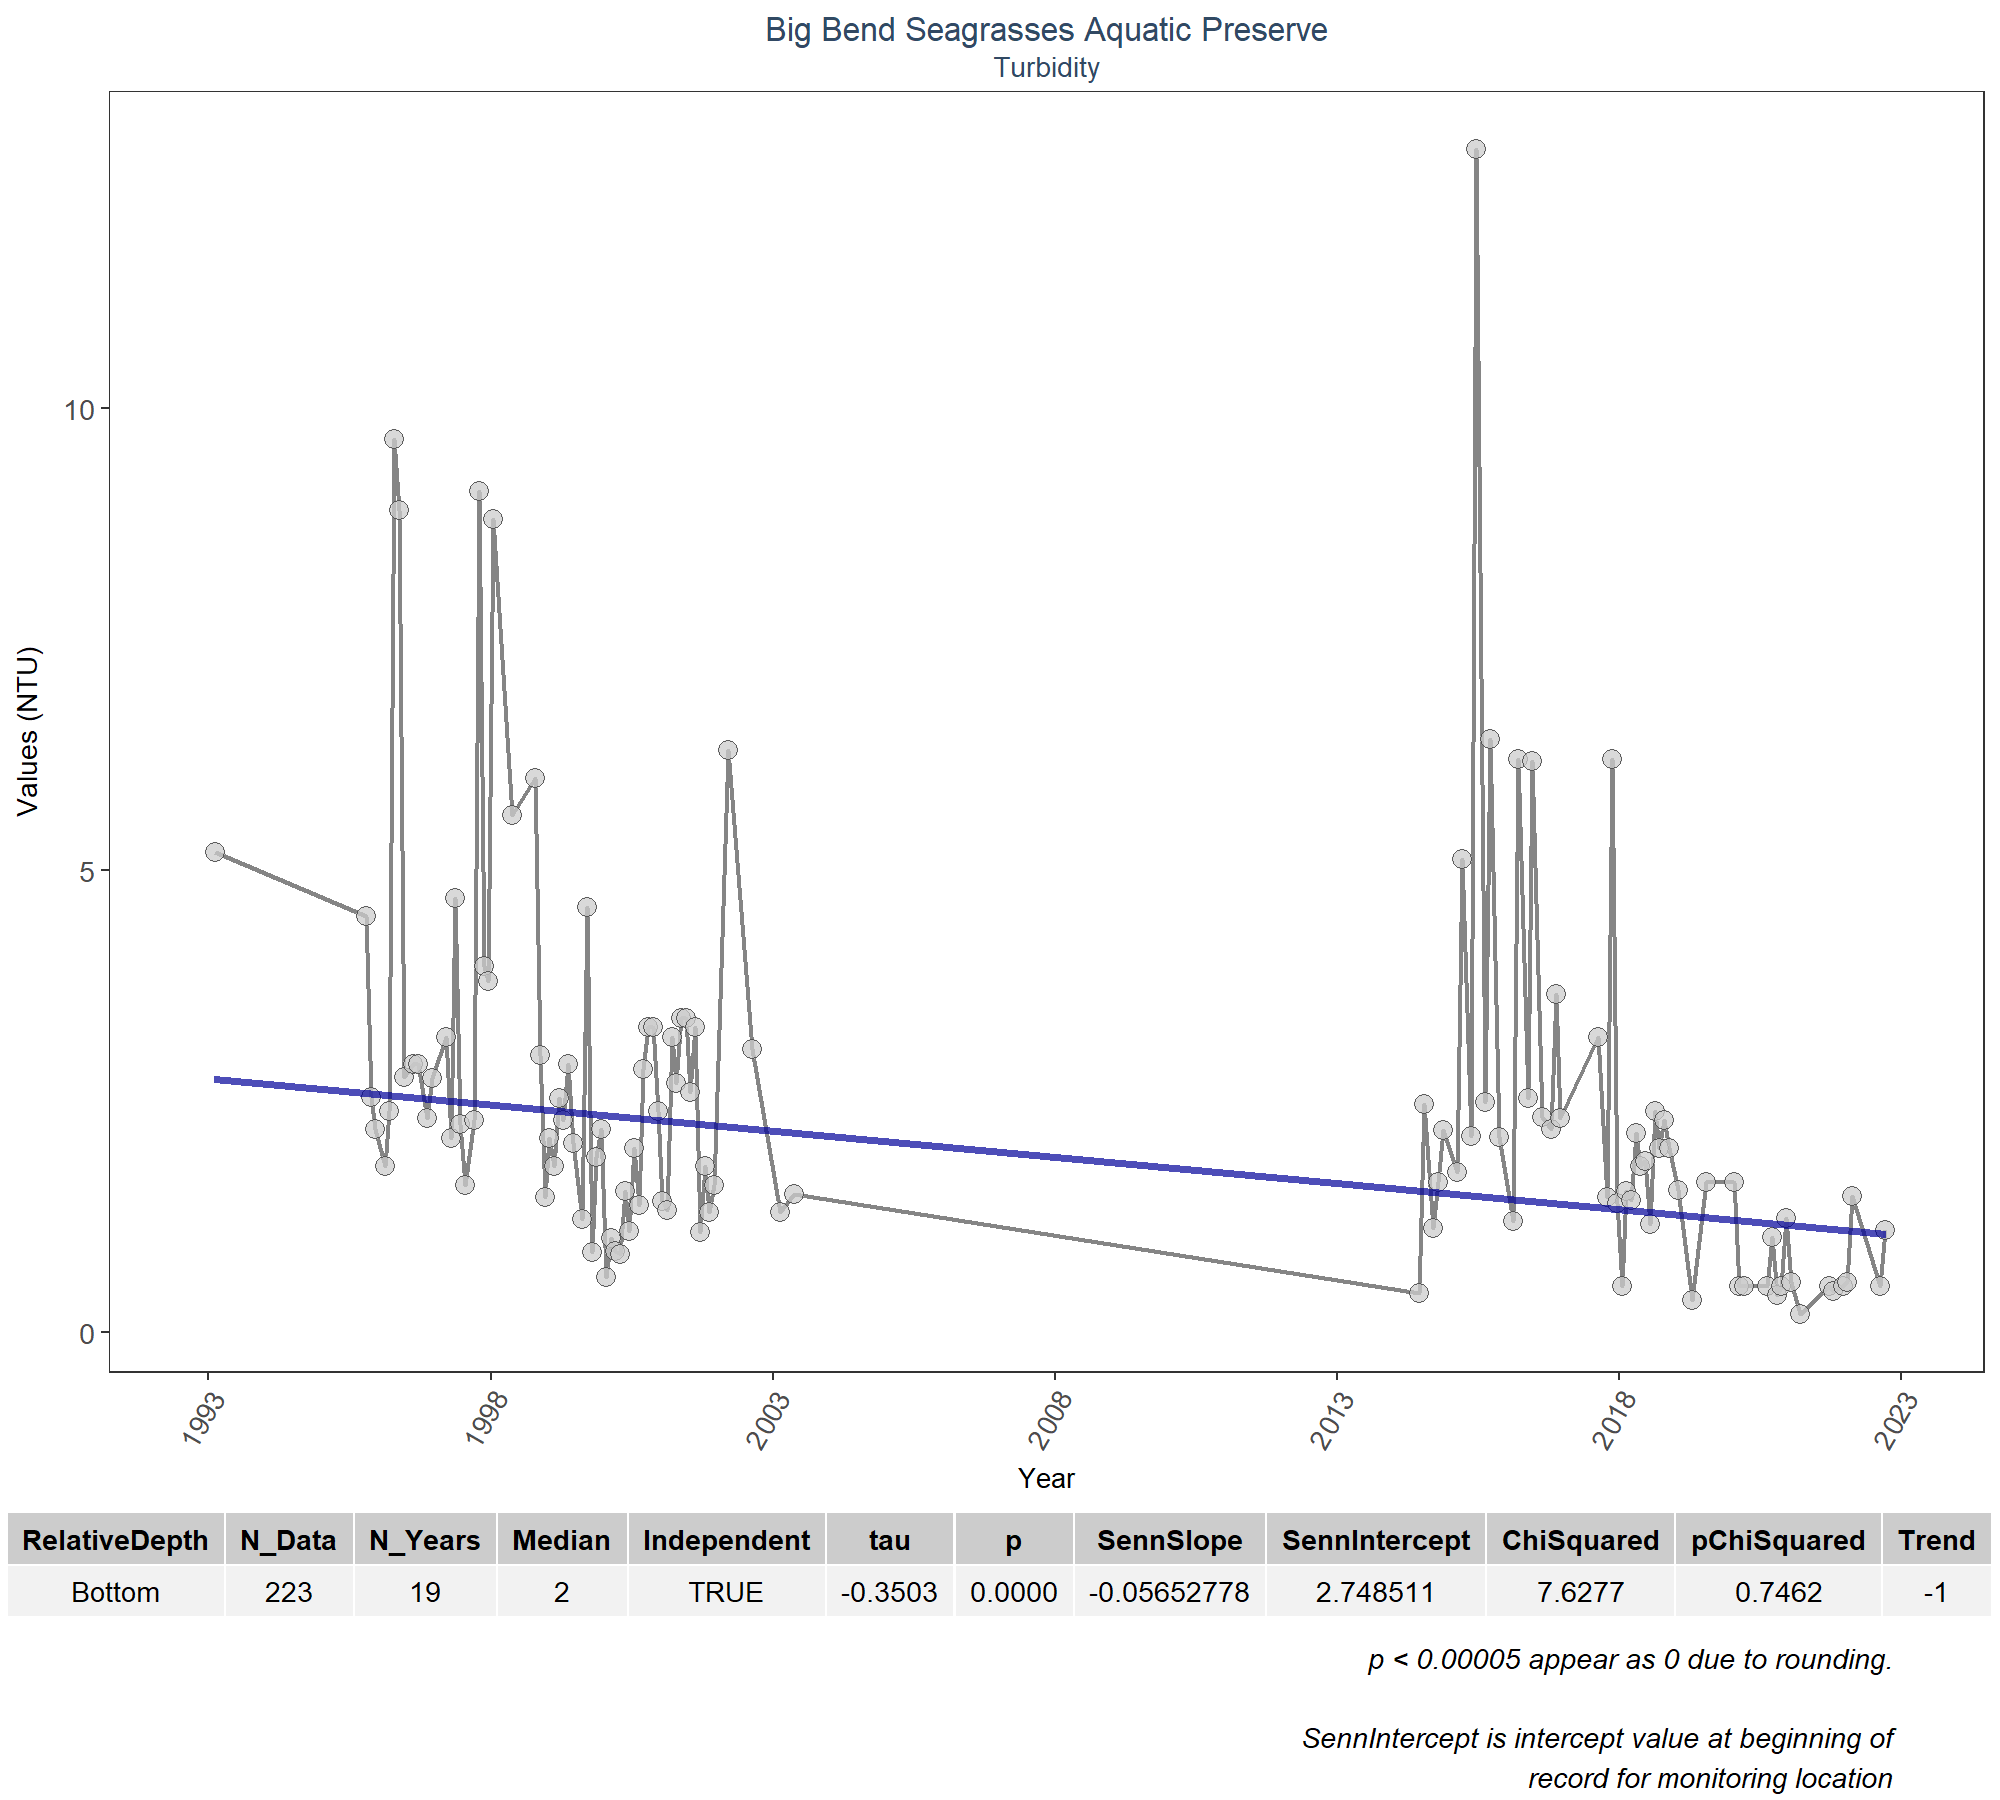 Big Bend Seagrasses Aquatic Preserve
Turbidity
Values (NTU)
10
5
0
1993 1998 2003 2008 2013 2018 2023
Year
RelativeDepth N_Data N_Years Median Independent tau p SennSlope SennIntercept ChiSquared pChiSquared Trend
Bottom 223 19 2 TRUE -0.3503 0.0000 -0.05652778 2.748511 7.6277 0.7462 -1
p < 0.00005 appear as 0 due to rounding.
SennIntercept is intercept value at beginning of
record for monitoring location